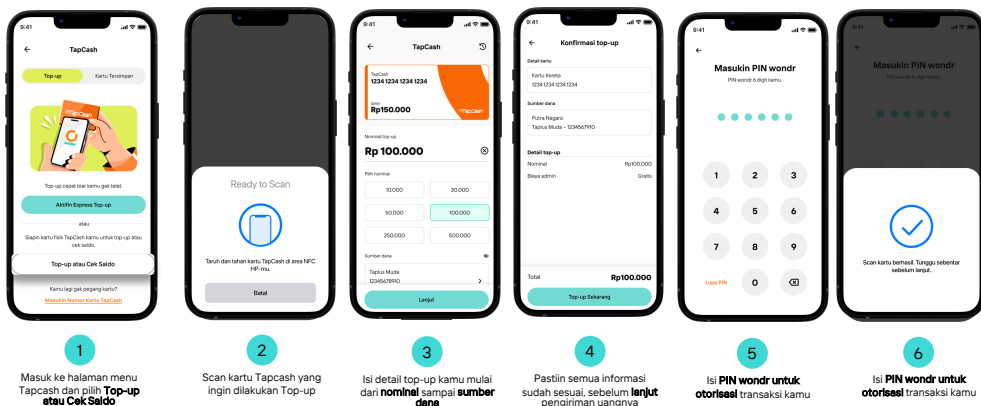 9:41
TapCash
Top-up
Kartu Tersimpan
TapCash
Top-up cepat biar kamu gak telat.
Aktifin Express Top-up
atau
Siapin kartu fisik TapCash kamu untuk top-up atau
cek saldo.
Top-up atau Cek Saldo
Kamu lagi gak pegang kartu?
Masukin Nomor Kartu TapCash
1
Masuk ke halaman menu
Tapcash dan pilih Top-up
atau Cek Saldo
Ready to Scan
Taruh dan tahan kartu TapCash di area NFC
HP-mu.
Batal
2
Scan kartu Tapcash yang
ingin dilakukan Top-up
9:41
TapCash
TapCash
1234 1234 1234 1234
Saldo
Rp150.000
TapCash
Nominal top-up
Rp 100.000
Pilih nominal
10.000
30.000
50.000
100.000
250.000
500.000
Sumber dana
Taplus Muda
12345678910
Lanjut
3
Isi detail top-up kamu mulai
dari nominal sampai sumber
dana
9:41
Konfirmasi top-up
Detail kartu
Kartu Kereta
1234 1234 1234 1234
Sumber dana
Putra Nagara
Taplus Muda • 1234567910
Detail top-up
Nominal Rp100.000
Biaya admin Gratis
Total Rp100.000
Top-up Sekarang
4
Pastiin semua informasi
sudah sesuai, sebelum lanjut
pengiriman uangnya
9:41
Masukin PIN wondr
PIN wondr 6 digit kamu.
1 2 3
4 5 6
7 8 9
Lupa PIN 0
5
Isi PIN wondr untuk
otorisasi transaksi kamu
9:41
Masukin PIN wondr
PIN wondr 6 digit kamu.
Scan kartu berhasil. Tunggu sebentar
sebelum lanjut.
6
Isi PIN wondr untuk
otorisasi transaksi kamu